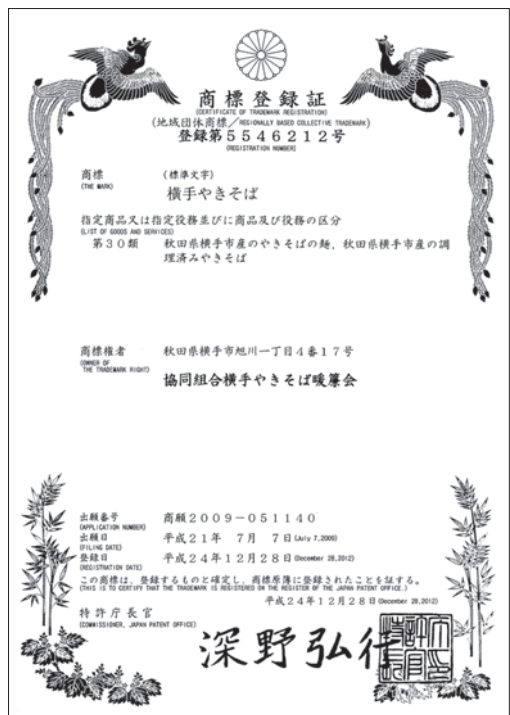 商標登録証
(CERTIFICATE OF TRADEMARK REGISTRATION)
(地域団体商標/REGIONALLY BASED COLLECTIVE TRADEMARK)
登録第5546212号
(REGISTRATION NUMBER)
商標 (標準文字)
(THE MARK)
横手やきそば
指定商品又は指定役務並びに商品及び役務の区分
(LIST OF GOODS AND SERVICES)
第30類 秋田県横手市産のやきそばの麺,秋田県横手市産の調
理済みやきそば
商標権者 秋田県横手市旭川一丁目4番17号
(OWNER OF
THE TRADEMARK RIGHT)
協同組合横手やきそば暖簾会
出願番号 商願2009-051140
(APPLICATION NUMBER)
出願日 平成21年 7月 7日(July 7,2009)
(FILING DATE)
登録日 平成24年12月28日(December 28,2012)
(REGISTRATION DATE)
この商標は、登録するものと確定し、商標原簿に登録されたことを証する。
(THIS IS TO CERTIFY THAT THE TRADEMARK IS REGISTERED ON THE REGISTER OF THE JAPAN PATENT OFFICE.)
平成24年12月28日(December 28,2012)
特許庁長官
(COMMISSIONER, JAPAN PATENT OFFICE)
深野弘行